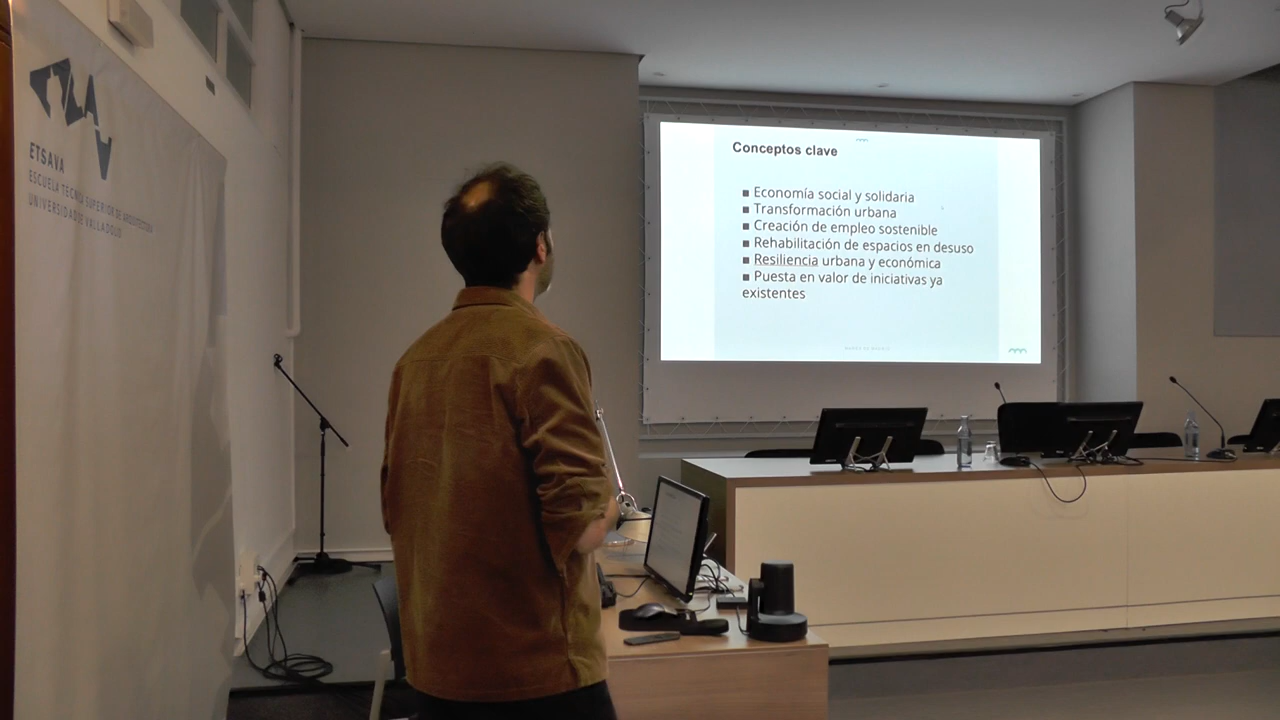 ETSAVA
ESCUELA TÉCNICA SUPERIOR DE ARQUITECTURA
UNIVERSIDAD DE VALLADOLID
Conceptos clave
■ Economía social y solidaria
■ Transformación urbana
■ Creación de empleo sostenible
■ Rehabilitación de espacios en desuso
■ Resiliencia urbana y económica
■ Puesta en valor de iniciativas ya
existentes